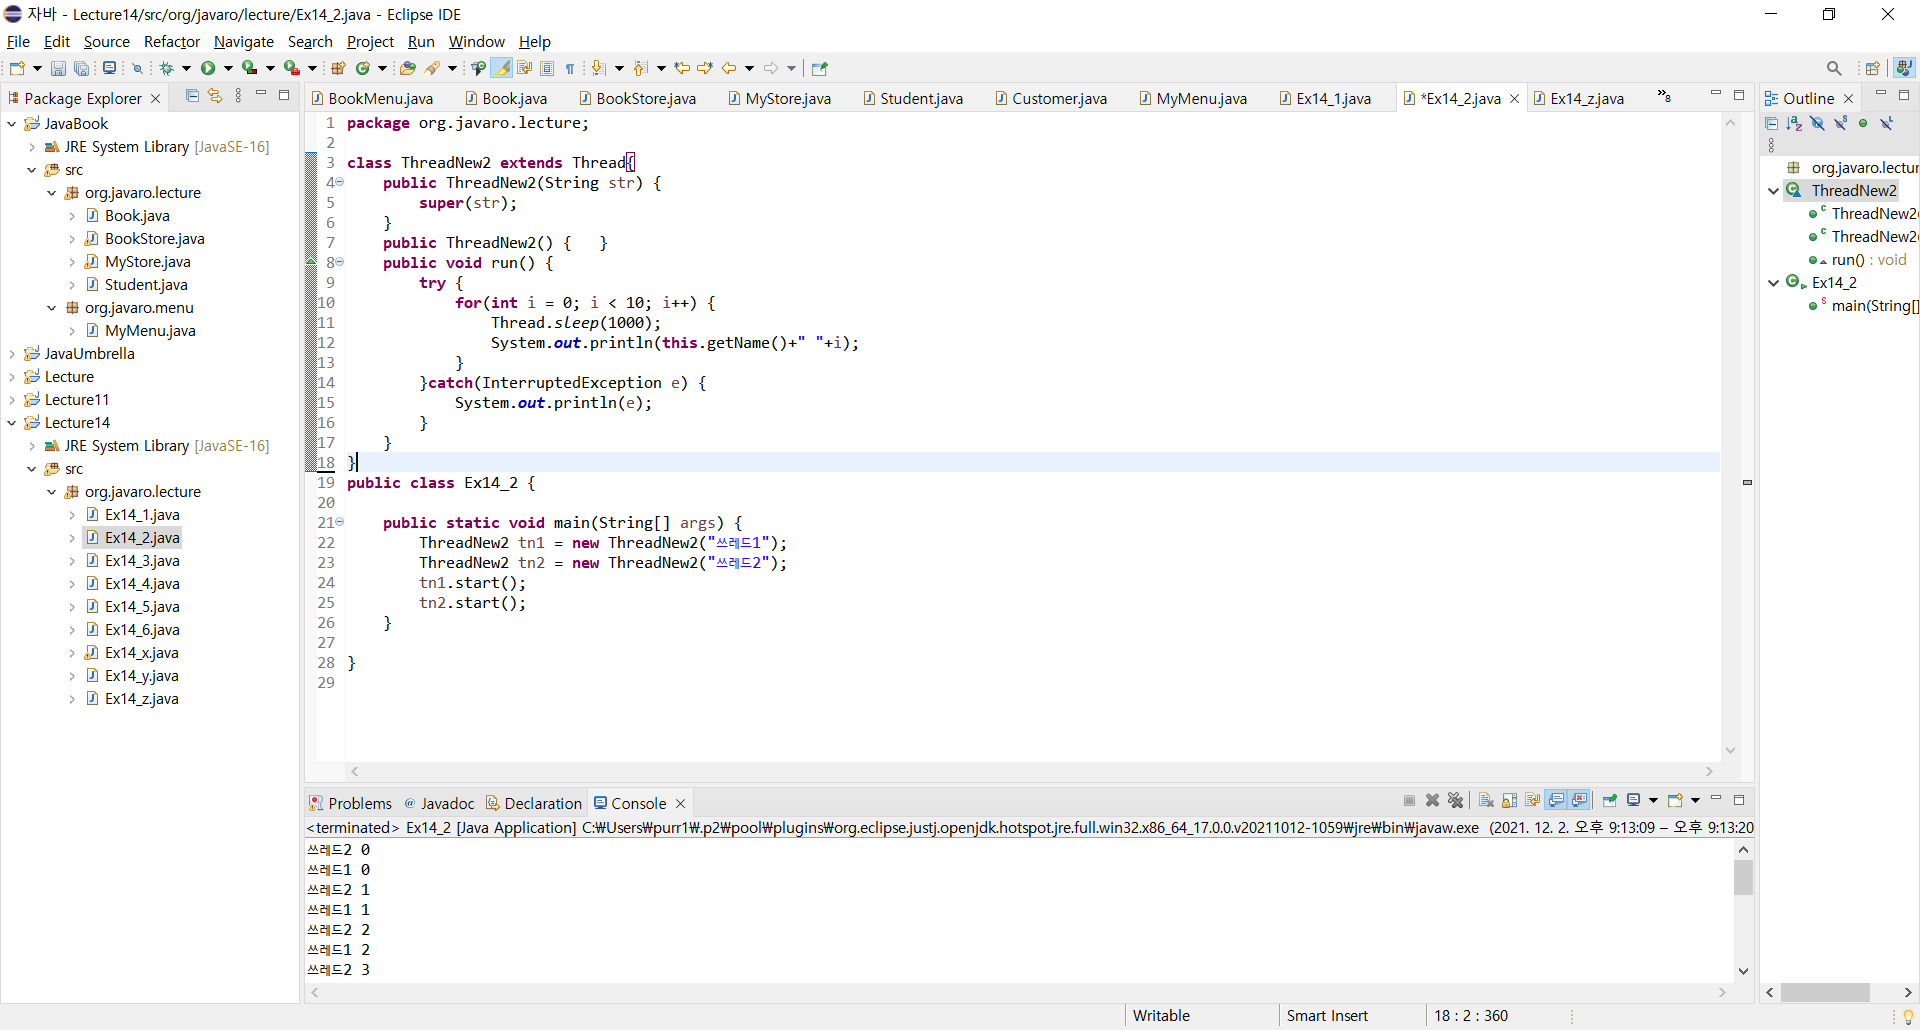 자바 - Lecture14/src/org/javaro/lecture/Ex14_2.java - Eclipse IDE
File Edit Source Refactor Navigate Search Project Run Window Help
Package Explorer
JavaBook
JRE System Library [JavaSE-16]
src
org.javaro.lecture
Book.java
BookStore.java
MyStore.java
Student.java
org.javaro.menu
MyMenu.java
JavaUmbrella
Lecture
Lecture11
Lecture14
JRE System Library [JavaSE-16]
src
org.javaro.lecture
Ex14_1.java
Ex14_2.java
Ex14_3.java
Ex14_4.java
Ex14_5.java
Ex14_6.java
Ex14_x.java
Ex14_y.java
Ex14_z.java
BookMenu.java Book.java BookStore.java MyStore.java Student.java Customer.java MyMenu.java Ex14_1.java *Ex14_2.java Ex14_z.java »8
1 package org.javaro.lecture;
2
3 class ThreadNew2 extends Thread{
4 public ThreadNew2(String str) {
5 super(str);
6 }
7 public ThreadNew2() { }
8 public void run() {
9 try {
10 for(int i = 0; i < 10; i++) {
11 Thread.sleep(1000);
12 System.out.println(this.getName()+" "+i);
13 }
14 }catch(InterruptedException e) {
15 System.out.println(e);
16 }
17 }
18 }
19 public class Ex14_2 {
20
21 public static void main(String[] args) {
22 ThreadNew2 tn1 = new ThreadNew2("쓰레드1");
23 ThreadNew2 tn2 = new ThreadNew2("쓰레드2");
24 tn1.start();
25 tn2.start();
26 }
27
28 }
29
Outline
org.javaro.lectur
ThreadNew2
ThreadNew2(
ThreadNew2(
run() : void
Ex14_2
main(String[]
Problems @ Javadoc Declaration Console
<terminated> Ex14_2 [Java Application] C:₩Users₩purr1₩.p2₩pool₩plugins₩org.eclipse.justj.openjdk.hotspot.jre.full.win32.x86_64_17.0.0.v20211012-1059₩jre₩bin₩javaw.exe (2021. 12. 2. 오후 9:13:09 – 오후 9:13:20
쓰레드2 0
쓰레드1 0
쓰레드2 1
쓰레드1 1
쓰레드2 2
쓰레드1 2
쓰레드2 3
Writable Smart Insert 18 : 2 : 360